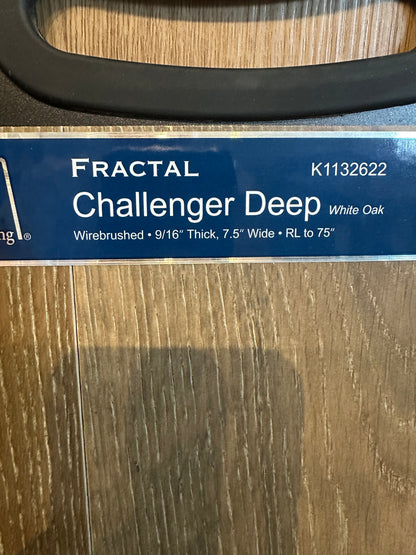 FRACTAL K1132622
Challenger Deep White Oak
Wirebrushed • 9/16" Thick, 7.5" Wide • RL to 75"